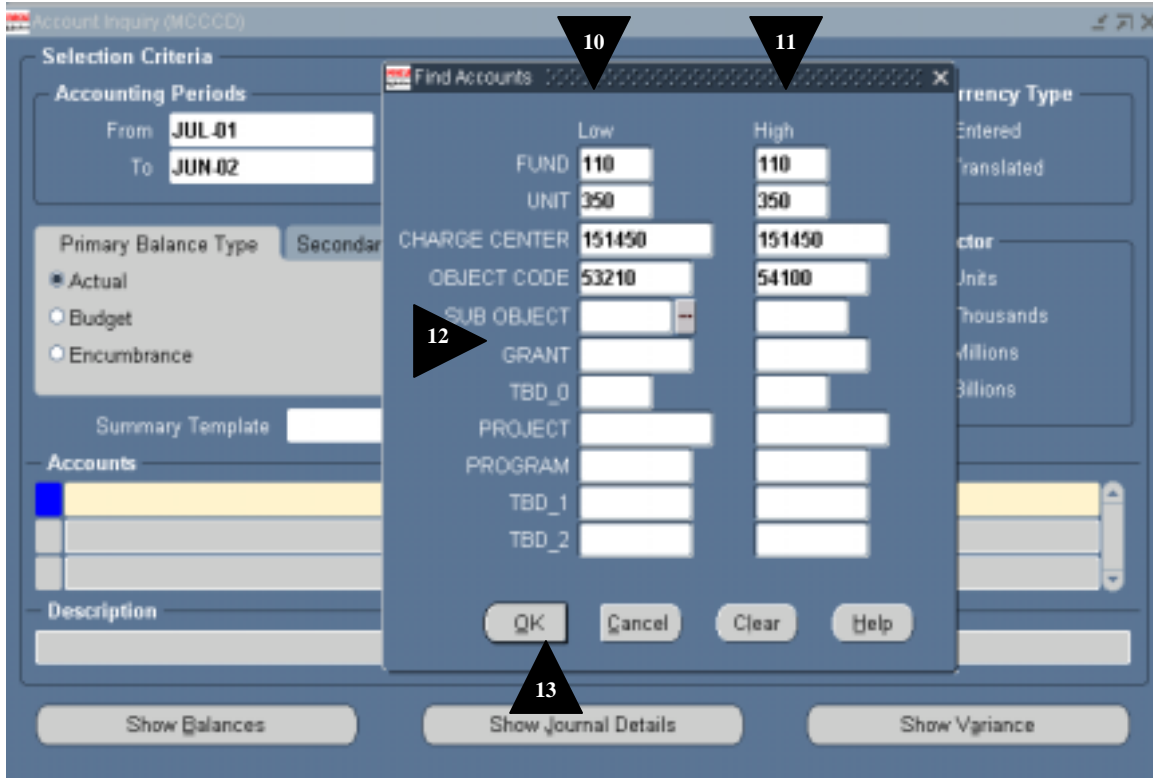 Account Inquiry (MCCCD)
10
11
Selection Criteria
Find Accounts
Accounting Periods
rrency Type
From JUL-01
Low High
Entered
To JUN-02
FUND 110 110
ranslated
UNIT 350 350
Primary Balance Type Secondar
CHARGE CENTER 151450 151450
ctor
Actual
OBJECT CODE 53210 54100
Units
Budget
SUB OBJECT
Thousands
12
Encumbrance
GRANT
Millions
TBD_0
Billions
Summary Template
PROJECT
Accounts
PROGRAM
TBD_1
TBD_2
Description
OK Cancel Clear Help
13
Show Balances Show Journal Details Show Variance